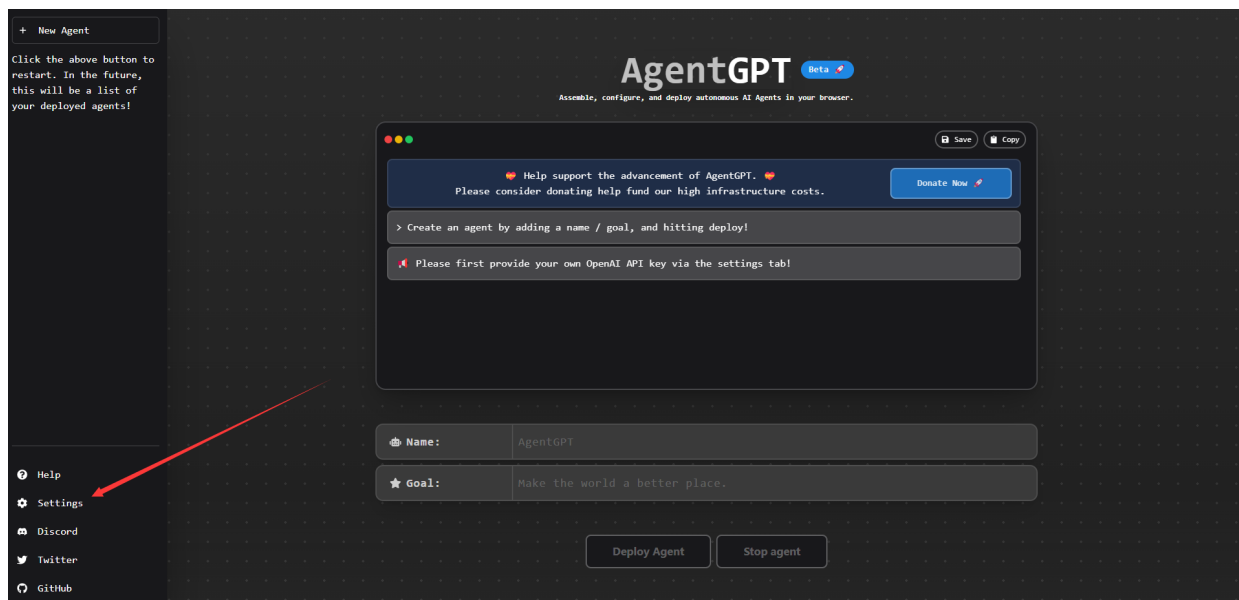 + New Agent
Click the above button to
restart. In the future,
this will be a list of
your deployed agents!
Help
Settings
Discord
Twitter
GitHub
AgentGPT Beta 🚀
Assemble, configure, and deploy autonomous AI Agents in your browser.
Save Copy
💝 Help support the advancement of AgentGPT. 💝
Please consider donating help fund our high infrastructure costs.
Donate Now 🚀
> Create an agent by adding a name / goal, and hitting deploy!
📢 Please first provide your own OpenAI API key via the settings tab!
Name: AgentGPT
Goal: Make the world a better place.
Deploy Agent Stop agent